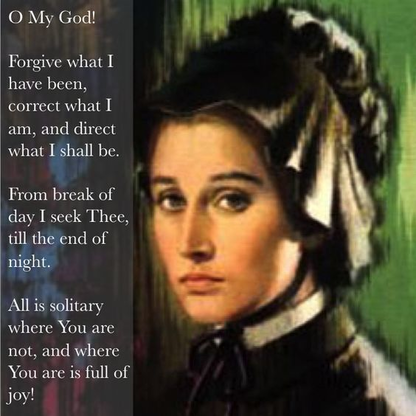 O My God!
Forgive what I
have been,
correct what I
am, and direct
what I shall be.
From break of
day I seek Thee,
till the end of
night.
All is solitary
where You are
not, and where
You are is full of
joy!